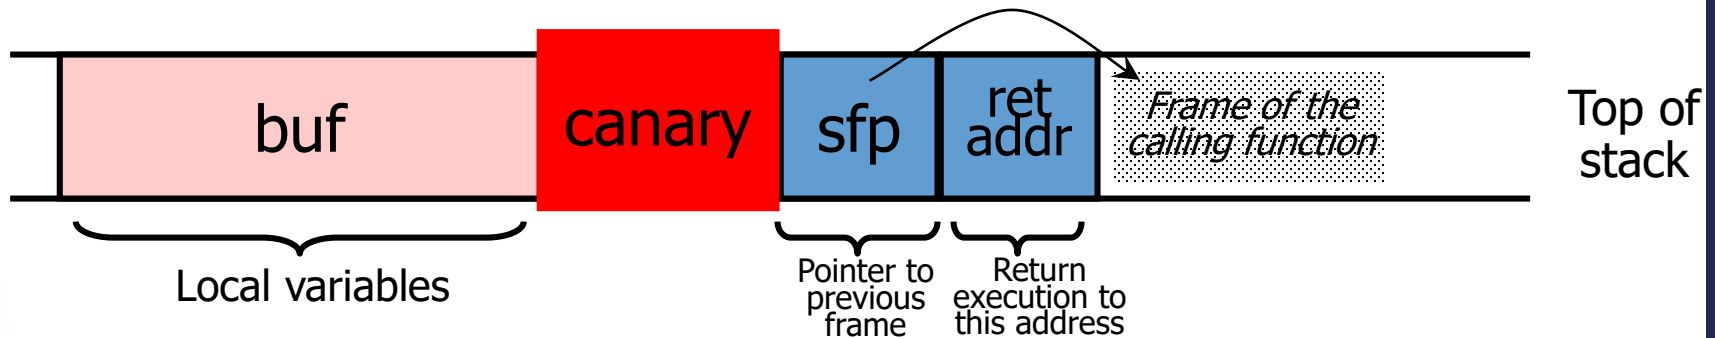 buf
canary
sfp
ret
addr
Frame of the
calling function
Top of
stack
Local variables
Pointer to
previous
frame
Return
execution to
this address